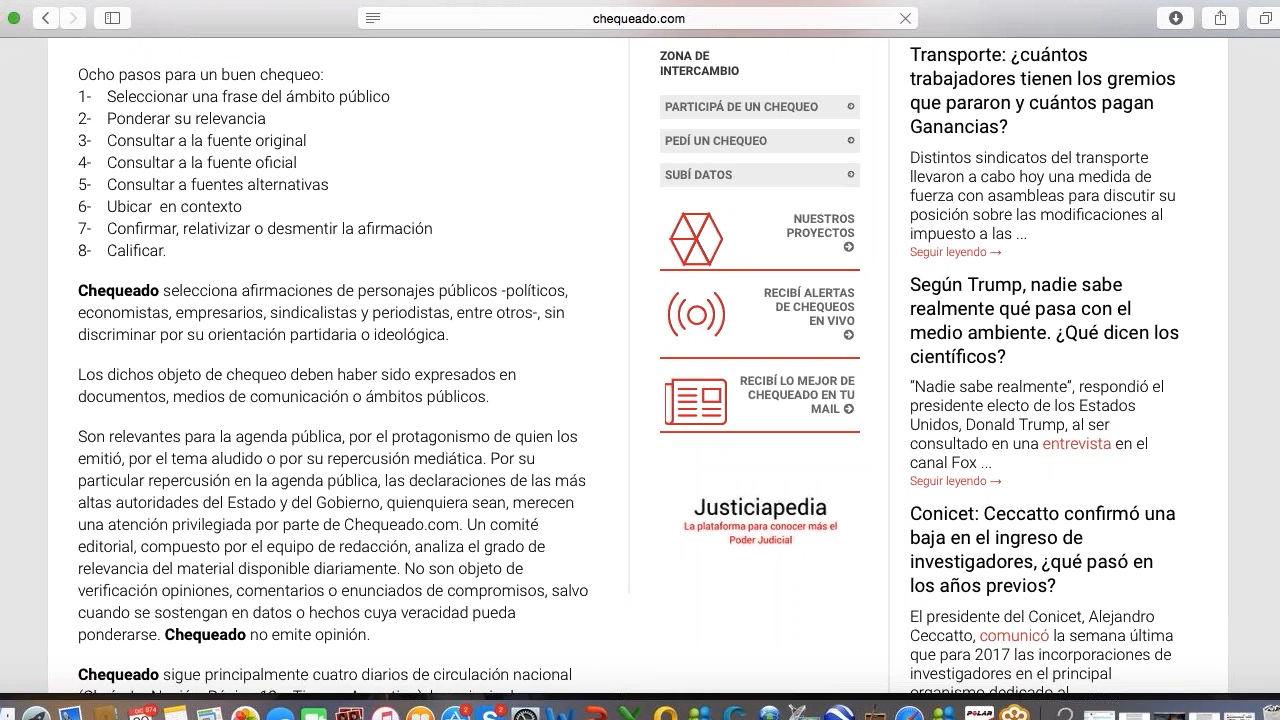 chequeado.com
Ocho pasos para un buen chequeo:
1- Seleccionar una frase del ámbito público
2- Ponderar su relevancia
3- Consultar a la fuente original
4- Consultar a la fuente oficial
5- Consultar a fuentes alternativas
6- Ubicar en contexto
7- Confirmar, relativizar o desmentir la afirmación
8- Calificar.
Chequeado selecciona afirmaciones de personajes públicos -políticos,
economistas, empresarios, sindicalistas y periodistas, entre otros-, sin
discriminar por su orientación partidaria o ideológica.
Los dichos objeto de chequeo deben haber sido expresados en
documentos, medios de comunicación o ámbitos públicos.
Son relevantes para la agenda pública, por el protagonismo de quien los
emitió, por el tema aludido o por su repercusión mediática. Por su
particular repercusión en la agenda pública, las declaraciones de las más
altas autoridades del Estado y del Gobierno, quienquiera sean, merecen
una atención privilegiada por parte de Chequeado.com. Un comité
editorial, compuesto por el equipo de redacción, analiza el grado de
relevancia del material disponible diariamente. No son objeto de
verificación opiniones, comentarios o enunciados de compromisos, salvo
cuando se sostengan en datos o hechos cuya veracidad pueda
ponderarse. Chequeado no emite opinión.
Chequeado sigue principalmente cuatro diarios de circulación nacional
ZONA DE
INTERCAMBIO
PARTICIPÁ DE UN CHEQUEO
PEDÍ UN CHEQUEO
SUBÍ DATOS
NUESTROS
PROYECTOS
RECIBÍ ALERTAS
DE CHEQUEOS
EN VIVO
RECIBÍ LO MEJOR DE
CHEQUEADO EN TU
MAIL
Justiciapedia
La plataforma para conocer más el
Poder Judicial
Transporte: ¿cuántos
trabajadores tienen los gremios
que pararon y cuántos pagan
Ganancias?
Distintos sindicatos del transporte
llevaron a cabo hoy una medida de
fuerza con asambleas para discutir su
posición sobre las modificaciones al
impuesto a las ...
Seguir leyendo →
Según Trump, nadie sabe
realmente qué pasa con el
medio ambiente. ¿Qué dicen los
científicos?
"Nadie sabe realmente", respondió el
presidente electo de los Estados
Unidos, Donald Trump, al ser
consultado en una entrevista en el
canal Fox ...
Seguir leyendo →
Conicet: Ceccatto confirmó una
baja en el ingreso de
investigadores, ¿qué pasó en
los años previos?
El presidente del Conicet, Alejandro
Ceccatto, comunicó la semana última
que para 2017 las incorporaciones de
investigadores en el principal
organismo dedicado al
POLAR